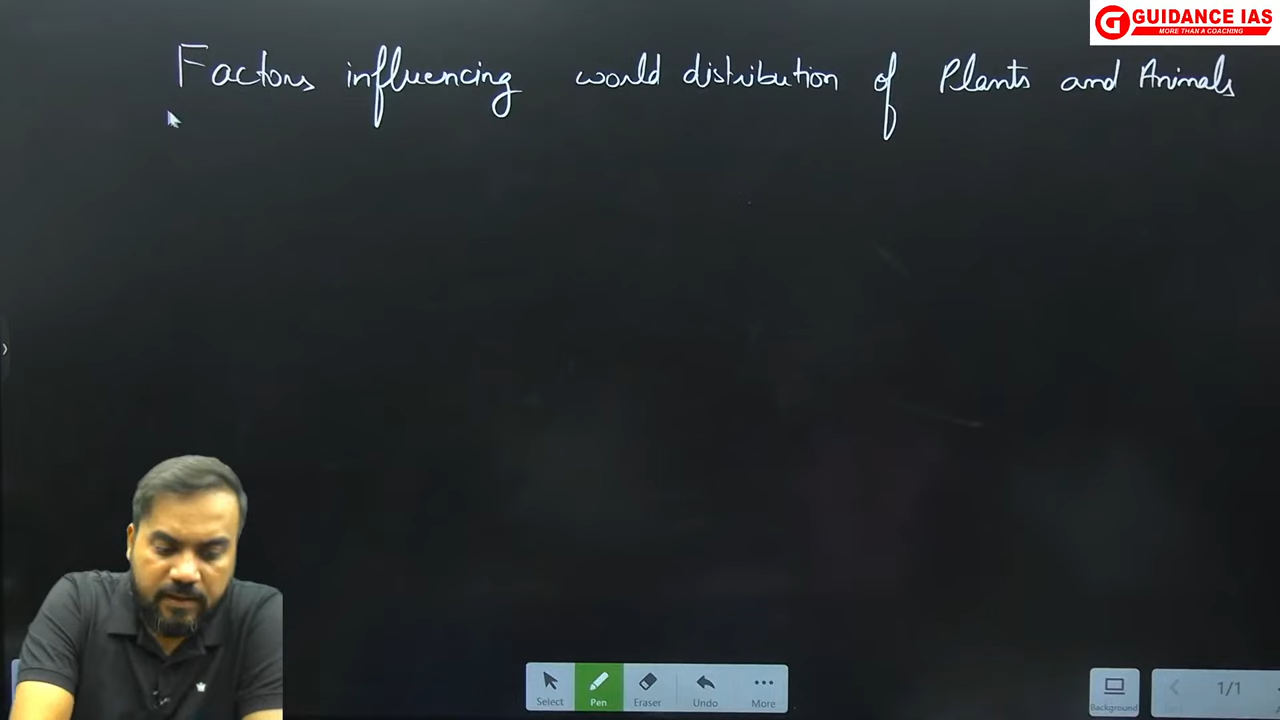 GUIDANCE IAS
MORE THAN A COACHING
Factors influencing world distribution of Plants and Animals
Select
Pen
Eraser
Undo
More
Background
1/1